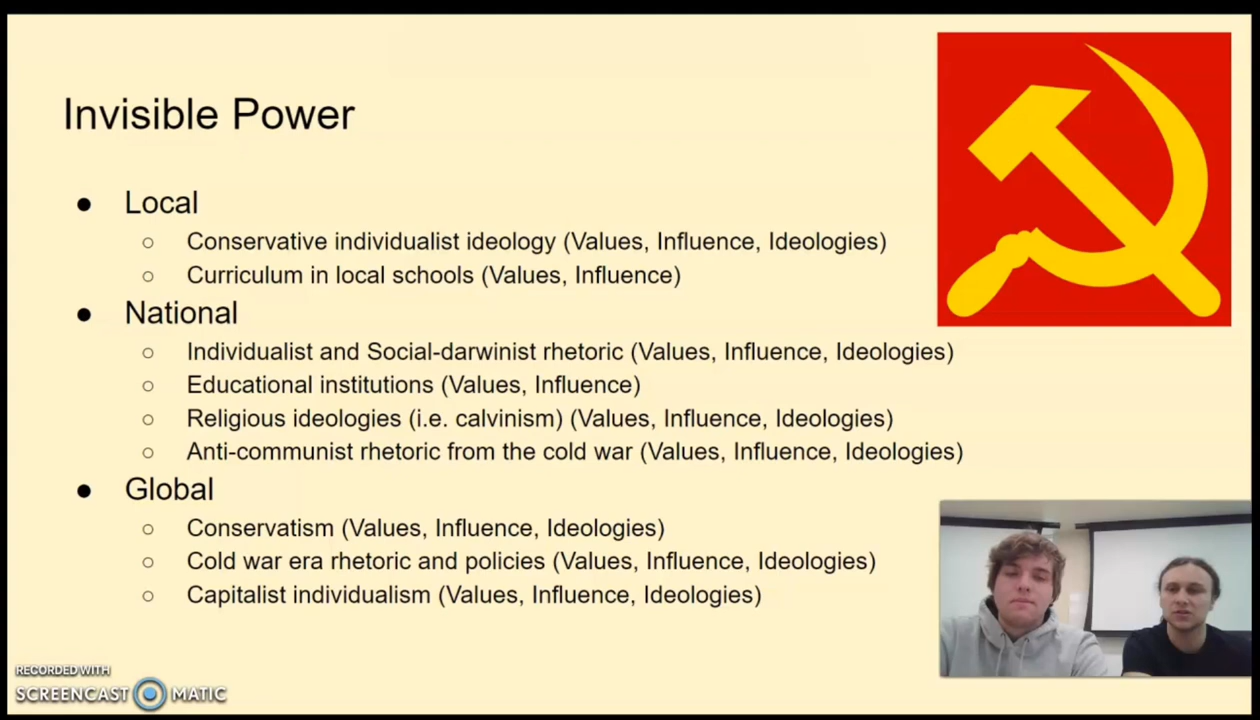 Invisible Power
● Local
○ Conservative individualist ideology (Values, Influence, Ideologies)
○ Curriculum in local schools (Values, Influence)
● National
○ Individualist and Social-darwinist rhetoric (Values, Influence, Ideologies)
○ Educational institutions (Values, Influence)
○ Religious ideologies (i.e. calvinism) (Values, Influence, Ideologies)
○ Anti-communist rhetoric from the cold war (Values, Influence, Ideologies)
● Global
○ Conservatism (Values, Influence, Ideologies)
○ Cold war era rhetoric and policies (Values, Influence, Ideologies)
○ Capitalist individualism (Values, Influence, Ideologies)
RECORDED WITH
SCREENCAST MATIC